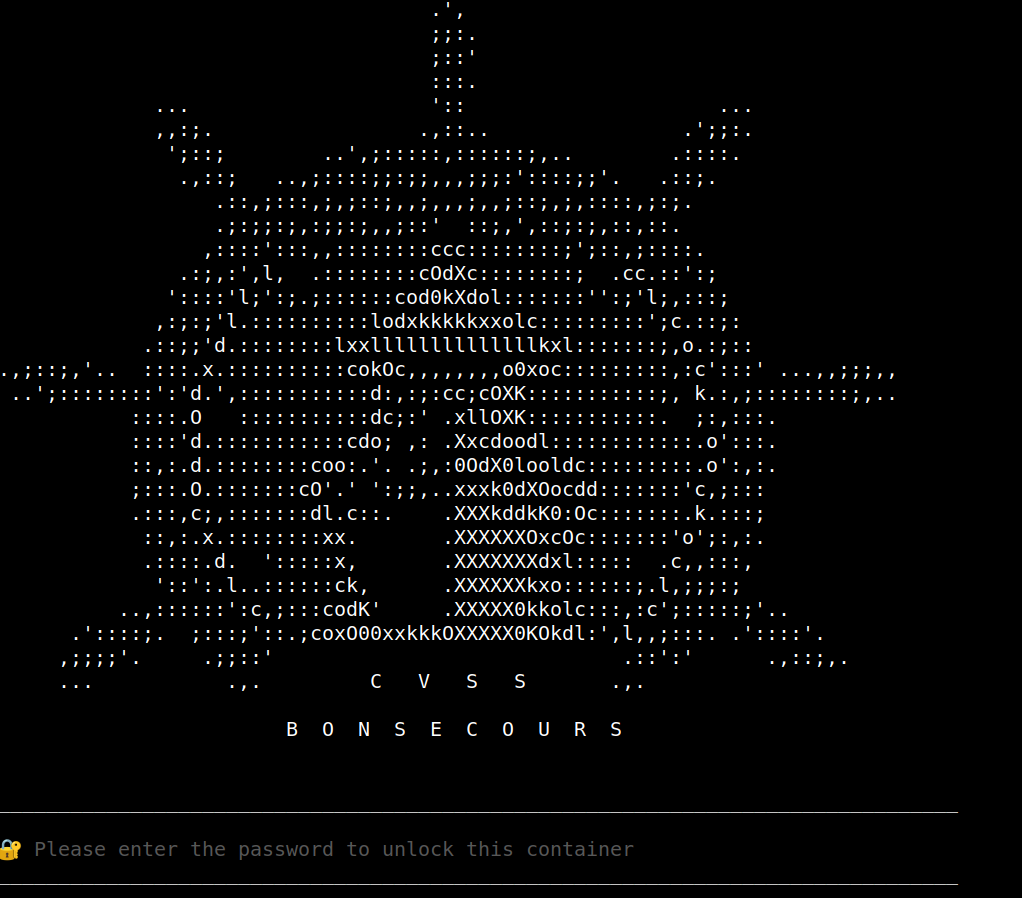 C V S S
B O N S E C O U R S
🔐 Please enter the password to unlock this container